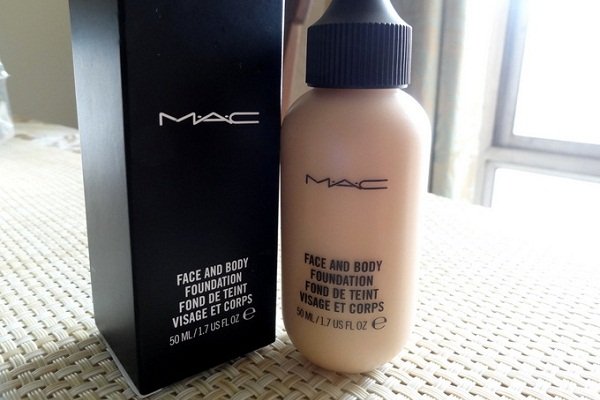 M·A·C
FACE AND BODY
FOUNDATION
FOND DE TEINT
VISAGE ET CORPS
50 ML / 1.7 US FL OZ ℮
M·A·C
FACE AND BODY
FOUNDATION
FOND DE TEINT
VISAGE ET CORPS
50 ML / 1.7 US FL OZ ℮